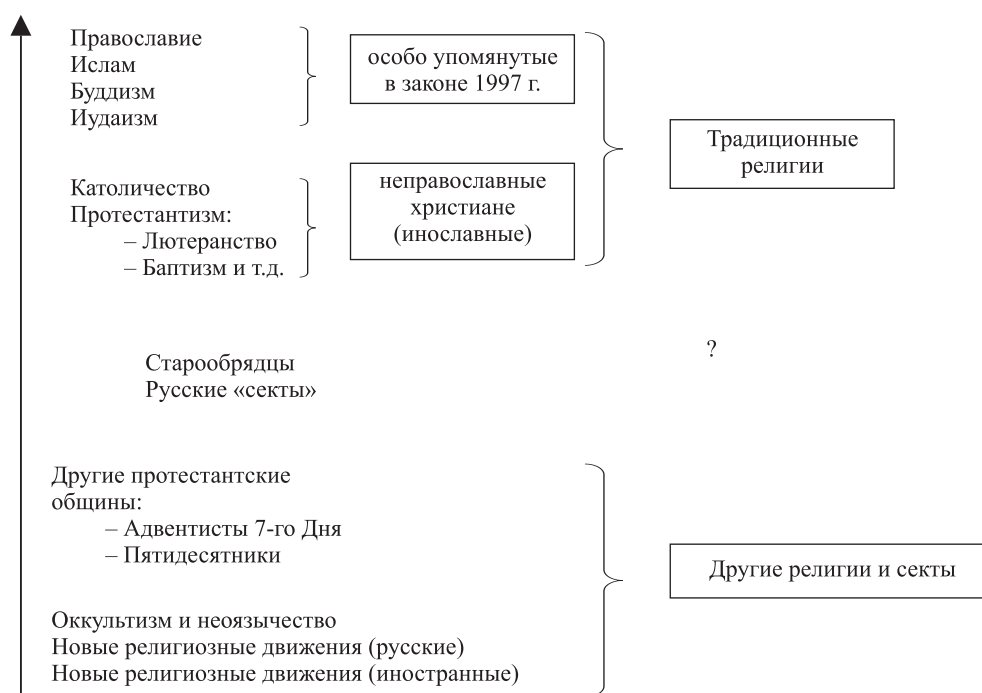 Православие
Ислам
Буддизм
Иудаизм
особо упомянутые
в законе 1997 г.
Традиционные
религии
Католичество
Протестантизм:
– Лютеранство
– Баптизм и т.д.
неправославные
христиане
(инославные)
Старообрядцы
Русские «секты»
?
Другие протестантские
общины:
– Адвентисты 7-го Дня
– Пятидесятники
Другие религии и секты
Оккультизм и неоязычество
Новые религиозные движения (русские)
Новые религиозные движения (иностранные)